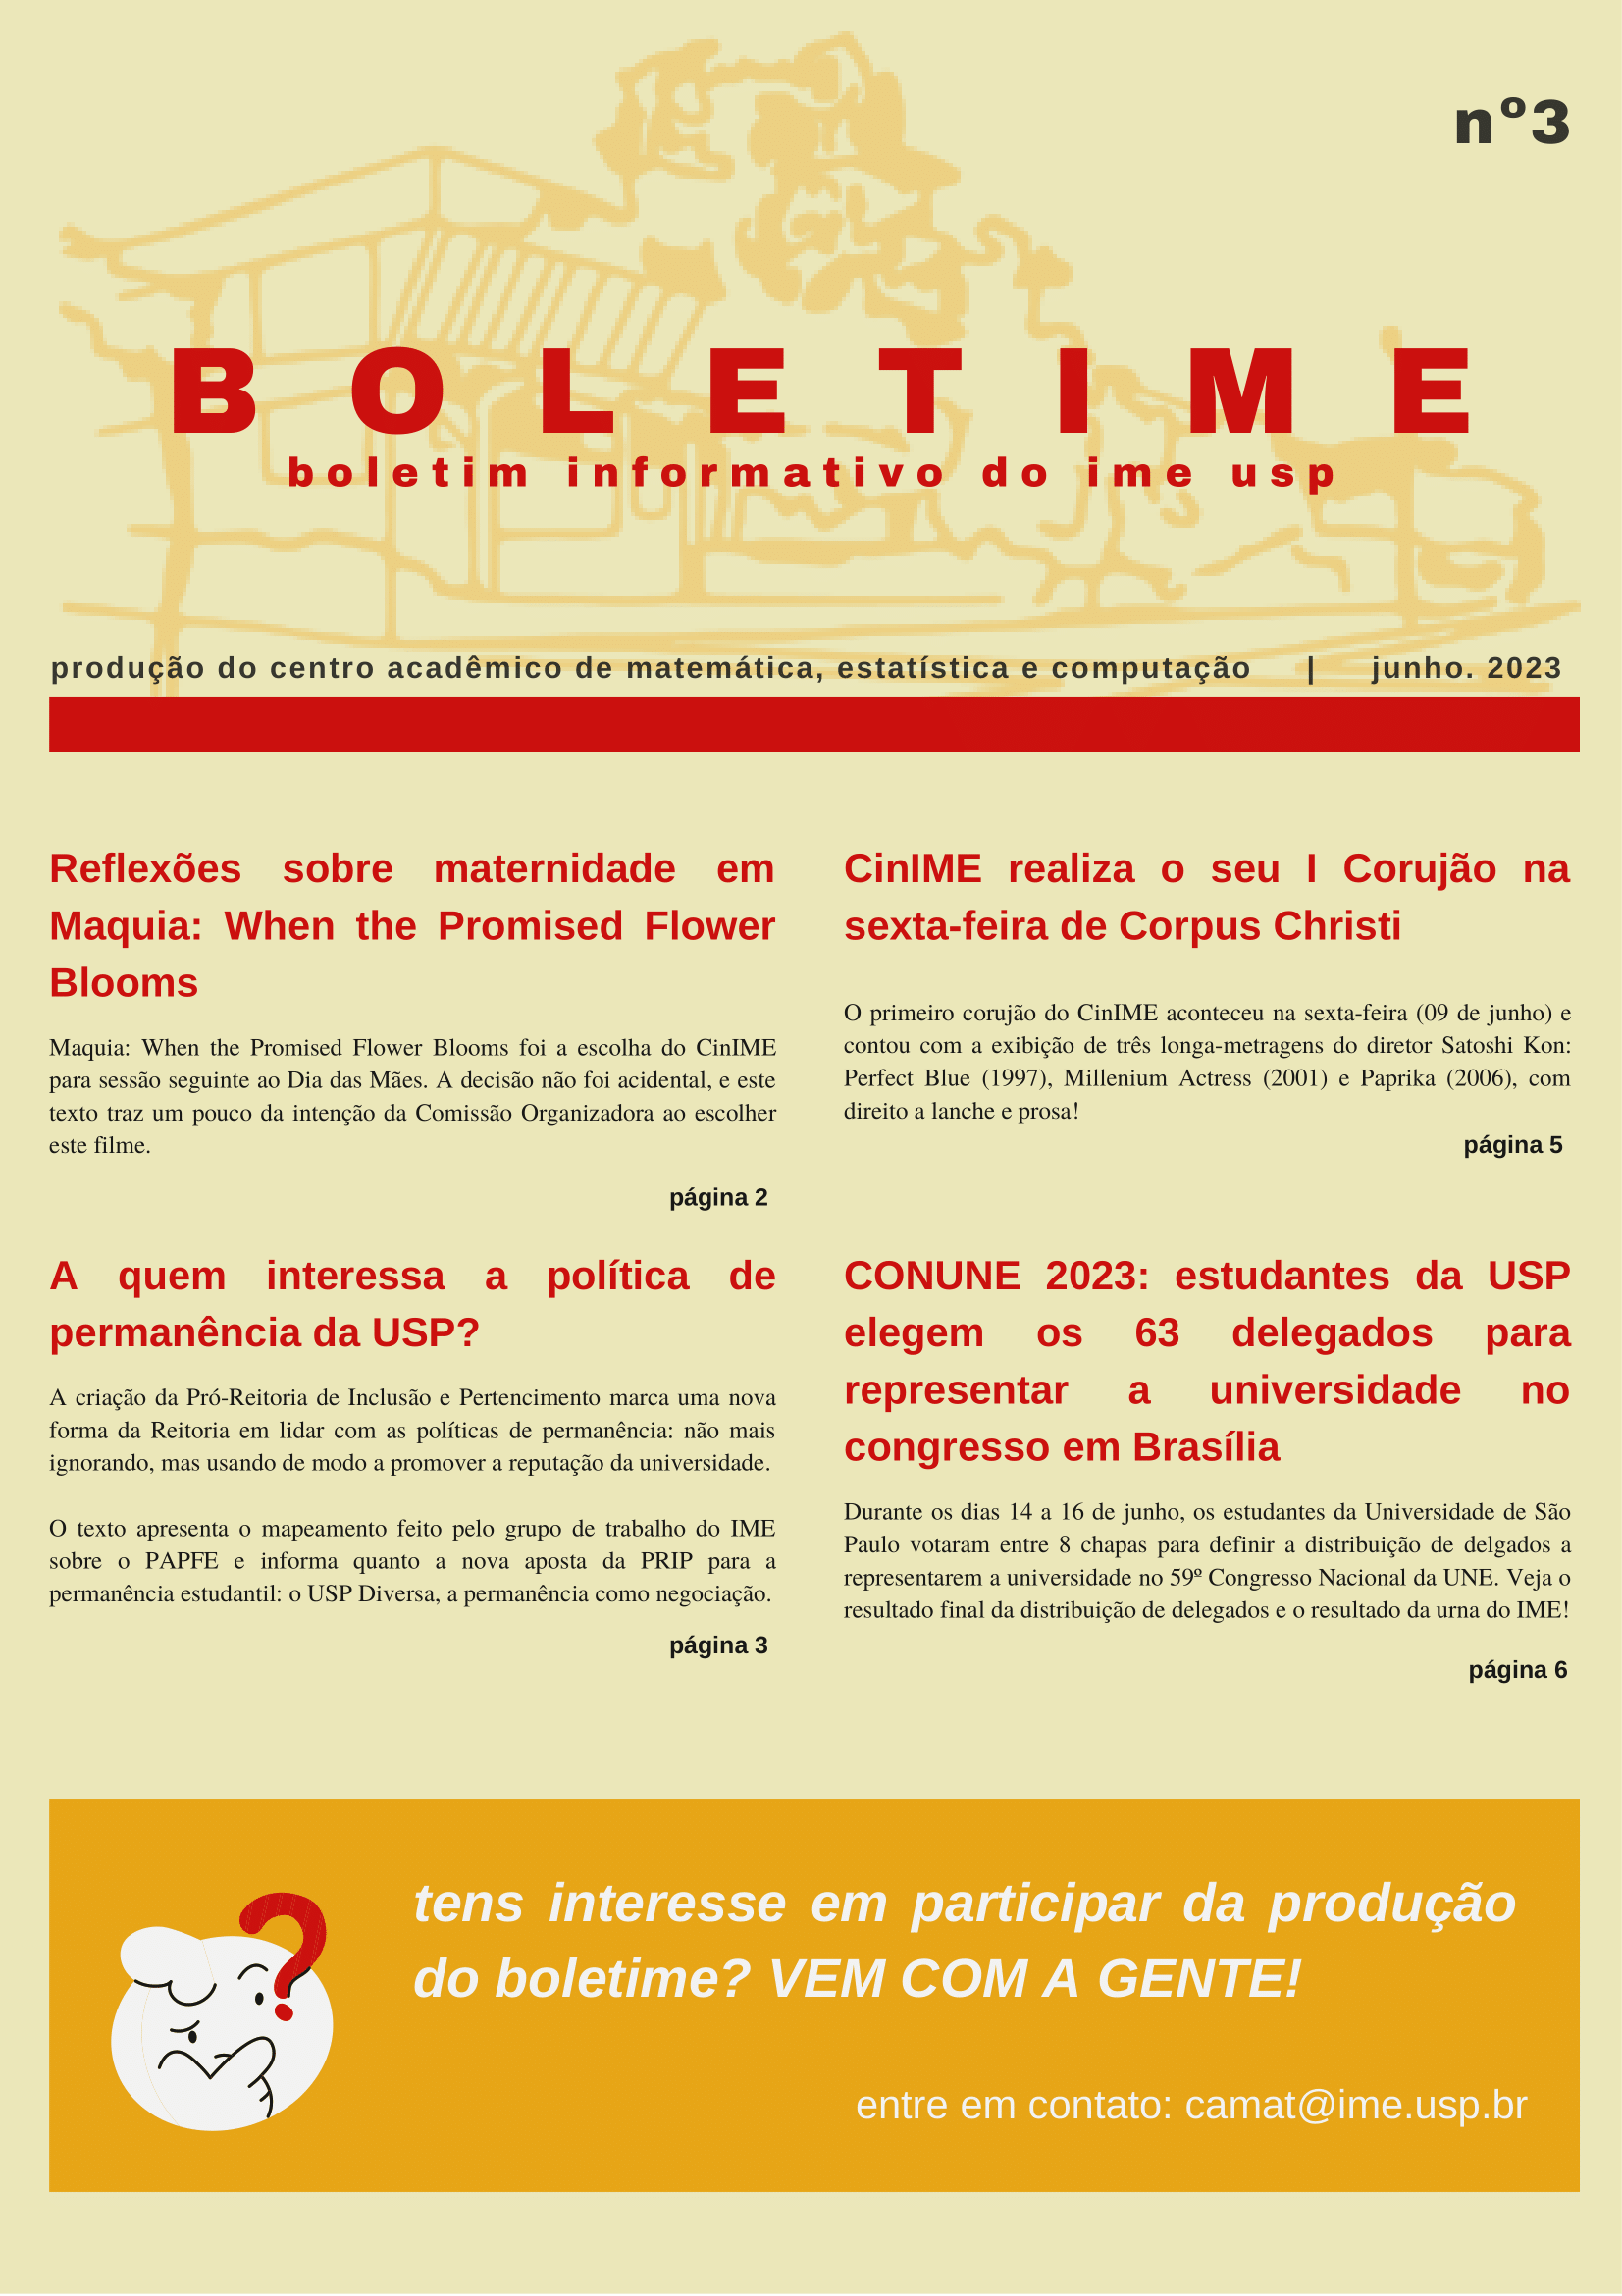 nº3
BOLETIME
boletim informativo do ime usp
produção do centro acadêmico de matemática, estatística e computação | junho. 2023
Reflexões sobre maternidade em
Maquia: When the Promised Flower
Blooms
Maquia: When the Promised Flower Blooms foi a escolha do CinIME
para sessão seguinte ao Dia das Mães. A decisão não foi acidental, e este
texto traz um pouco da intenção da Comissão Organizadora ao escolher
este filme.
página 2
A quem interessa a política de
permanência da USP?
A criação da Pró-Reitoria de Inclusão e Pertencimento marca uma nova
forma da Reitoria em lidar com as políticas de permanência: não mais
ignorando, mas usando de modo a promover a reputação da universidade.
O texto apresenta o mapeamento feito pelo grupo de trabalho do IME
sobre o PAPFE e informa quanto a nova aposta da PRIP para a
permanência estudantil: o USP Diversa, a permanência como negociação.
página 3
CinIME realiza o seu I Corujão na
sexta-feira de Corpus Christi
O primeiro corujão do CinIME aconteceu na sexta-feira (09 de junho) e
contou com a exibição de três longa-metragens do diretor Satoshi Kon:
Perfect Blue (1997), Millenium Actress (2001) e Paprika (2006), com
direito a lanche e prosa!
página 5
CONUNE 2023: estudantes da USP
elegem os 63 delegados para
representar a universidade no
congresso em Brasília
Durante os dias 14 a 16 de junho, os estudantes da Universidade de São
Paulo votaram entre 8 chapas para definir a distribuição de delgados a
representarem a universidade no 59º Congresso Nacional da UNE. Veja o
resultado final da distribuição de delegados e o resultado da urna do IME!
página 6
tens interesse em participar da produção
do boletime? VEM COM A GENTE!
entre em contato: camat@ime.usp.br